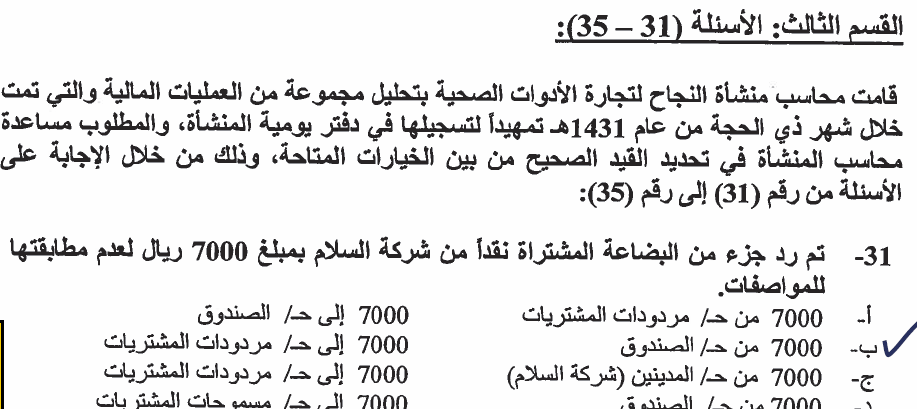 القسم الثالث: الأسئلة (31 – 35):
قامت محاسب منشأة النجاح لتجارة الأدوات الصحية بتحليل مجموعة من العمليات المالية والتي تمت
خلال شهر ذي الحجة من عام 1431هـ تمهيداً لتسجيلها في دفتر يومية المنشأة، والمطلوب مساعدة
محاسب المنشأة في تحديد القيد الصحيح من بين الخيارات المتاحة، وذلك من خلال الإجابة على
الأسئلة من رقم (31) إلى رقم (35):
31- تم رد جزء من البضاعة المشتراة نقداً من شركة السلام بمبلغ 7000 ريال لعدم مطابقتها
للمواصفات.
أ- 7000 من حـ/ مردودات المشتريات 7000 إلى حـ/ الصندوق
ب- 7000 من حـ/ الصندوق 7000 إلى حـ/ مردودات المشتريات
ج- 7000 من حـ/ المدينين (شركة السلام) 7000 إلى حـ/ مردودات المشتريات
د- 7000 من حـ/ الصندوق 7000 إلى حـ/ مسموحات المشتريات